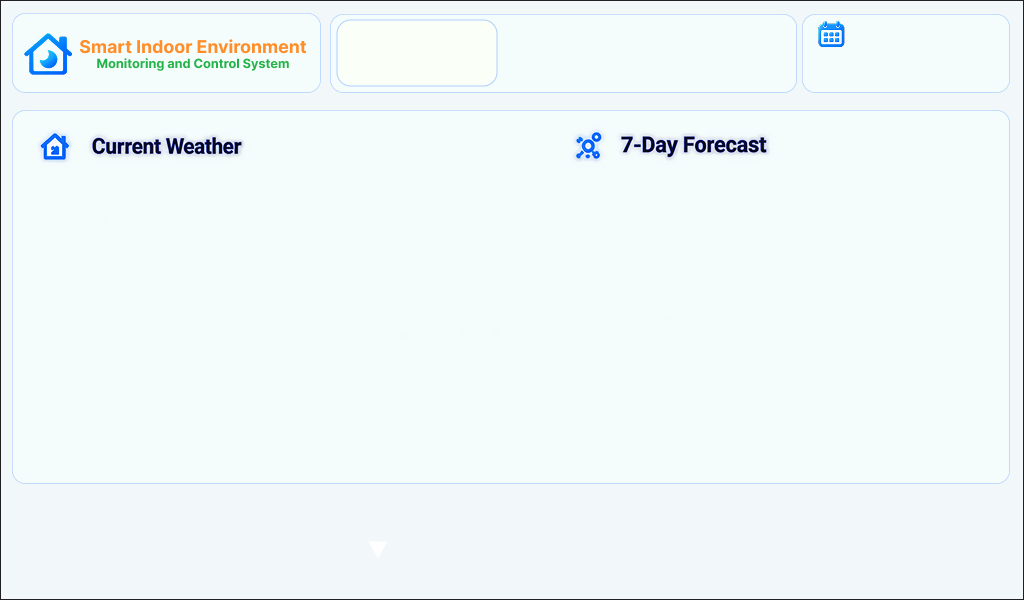 Smart Indoor Environment
Monitoring and Control System
Current Weather
7-Day Forecast